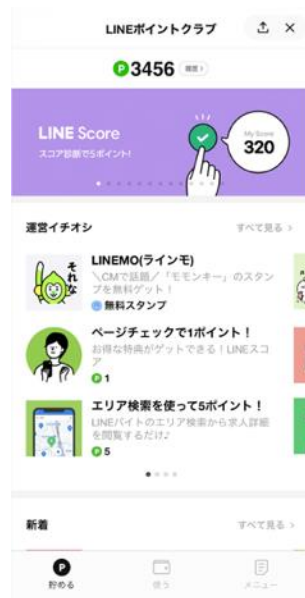 LINEポイントクラブ
P 3456 履歴 >
LINE Score
スコア診断で5ポイント!
My Score
320
運営イチオシ
すべて見る >
それな
LINEMO(ラインモ)
＼CMで話題／「モモンキー」のスタン
プを無料ゲット!
無料スタンプ
ページチェックで1ポイント!
お得な特典がゲットできる!LINEスコ
ア
P 1
エリア検索を使って5ポイント!
LINEバイトのエリア検索から求人詳細
を閲覧するだけ♪
P 5
新着
すべて見る >
P
貯める
使う
メニュー